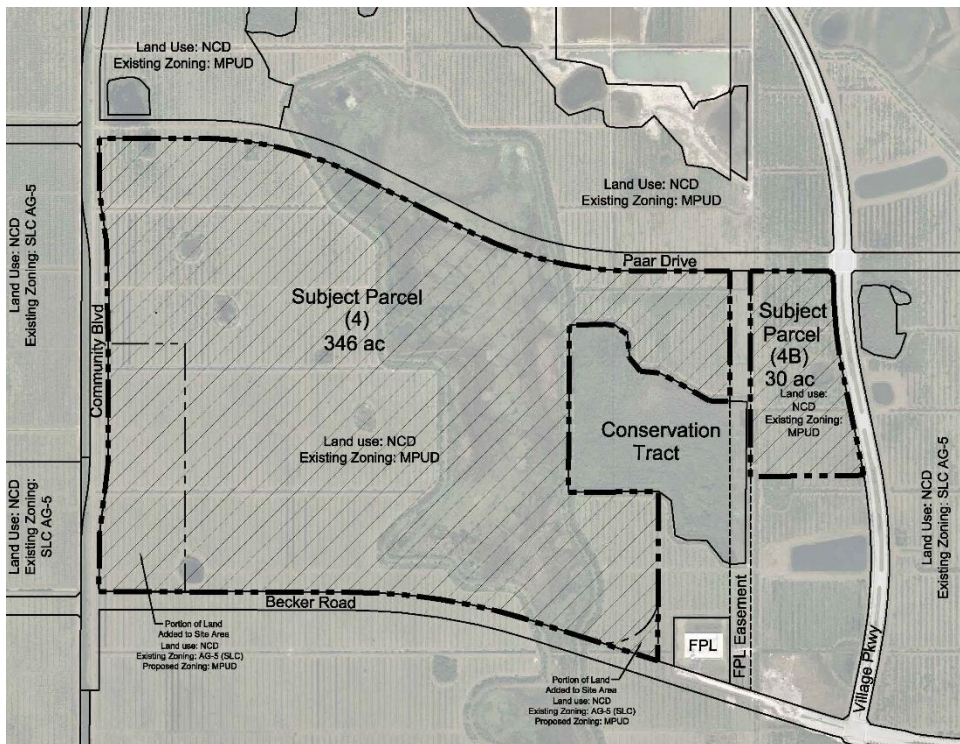 Land Use: NCD
Existing Zoning: MPUD
Land Use: NCD
Existing Zoning: MPUD
Land Use: NCD
Existing Zoning: SLC AG-5
Paar Drive
Subject Parcel
(4)
346 ac
Subject
Parcel
(4B)
30 ac
Land use:
NCD
Existing Zoning:
MPUD
Community Blvd
Conservation
Tract
Land use: NCD
Existing Zoning: MPUD
Land Use: NCD
Existing Zoning:
SLC AG-5
Land Use: NCD
Existing Zoning: SLC AG-5
Becker Road
Portion of Land
Added to Site Area
Land use: NCD
Existing Zoning: AG-5 (SLC)
Proposed Zoning: MPUD
FPL
FPL Easement
Village Pkwy
Portion of Land
Added to Site Area
Land use: NCD
Existing Zoning: AG-5 (SLC)
Proposed Zoning: MPUD